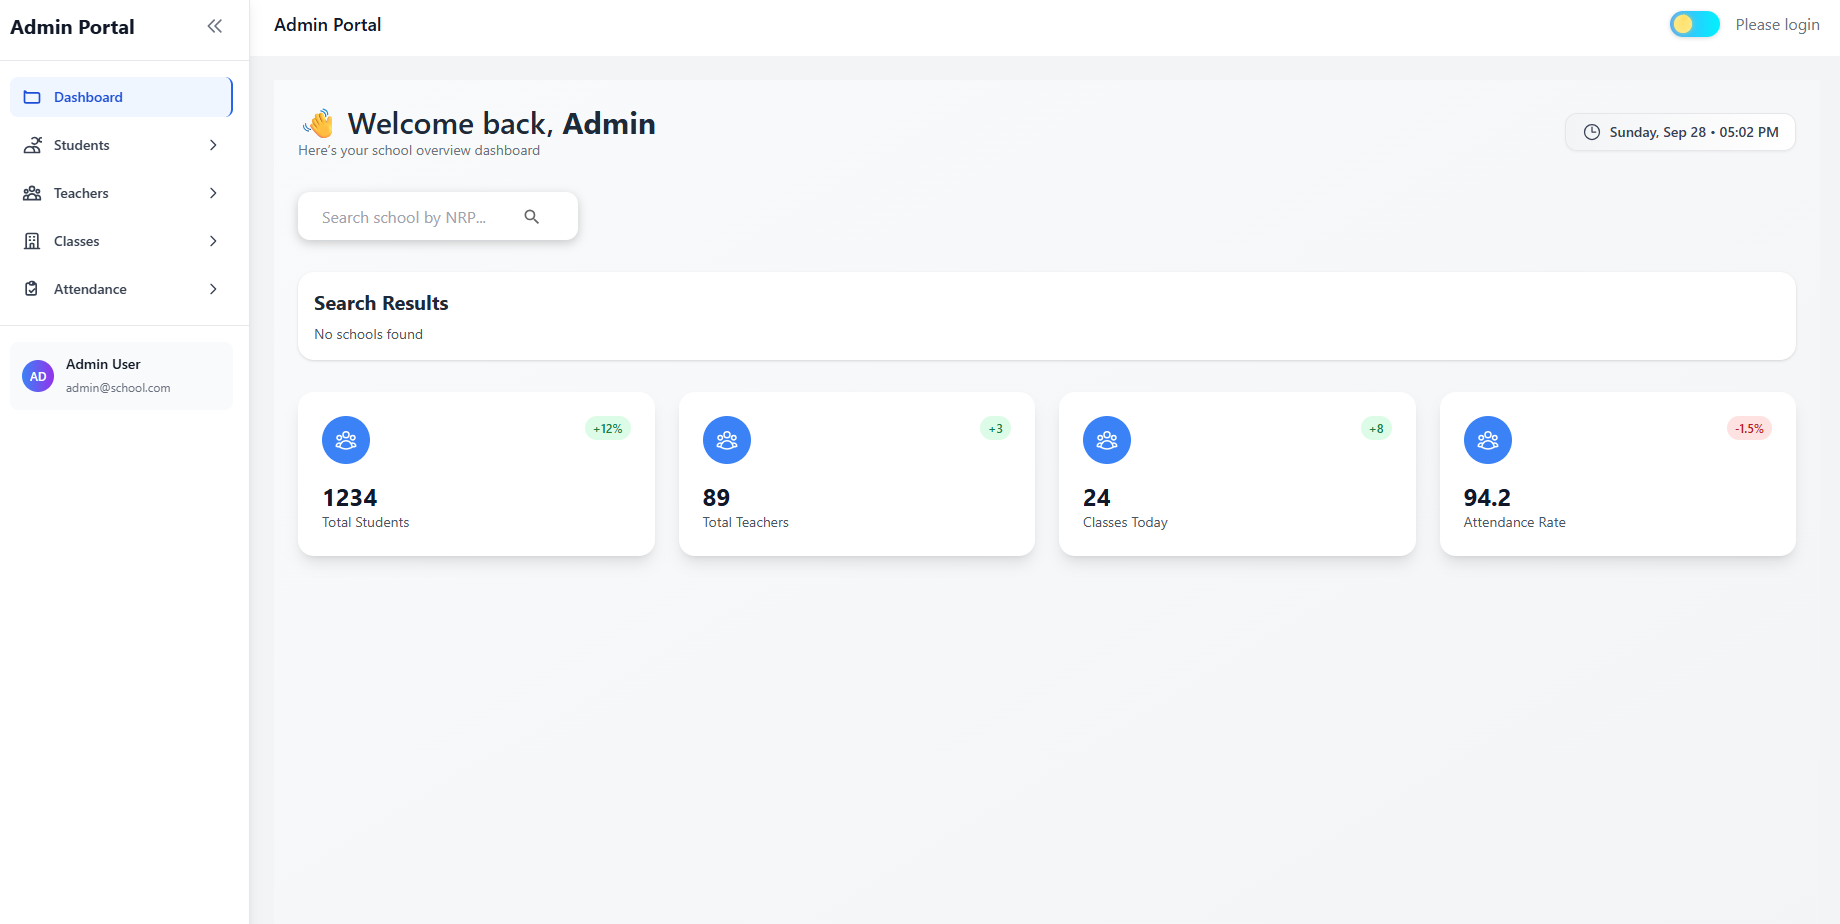 Admin Portal
Dashboard
Students
Teachers
Classes
Attendance
AD
Admin User
admin@school.com
Admin Portal
Please login
👋 Welcome back, Admin
Here's your school overview dashboard
Sunday, Sep 28 • 05:02 PM
Search school by NRP...
Search Results
No schools found
+12%
1234
Total Students
+3
89
Total Teachers
+8
24
Classes Today
-1.5%
94.2
Attendance Rate